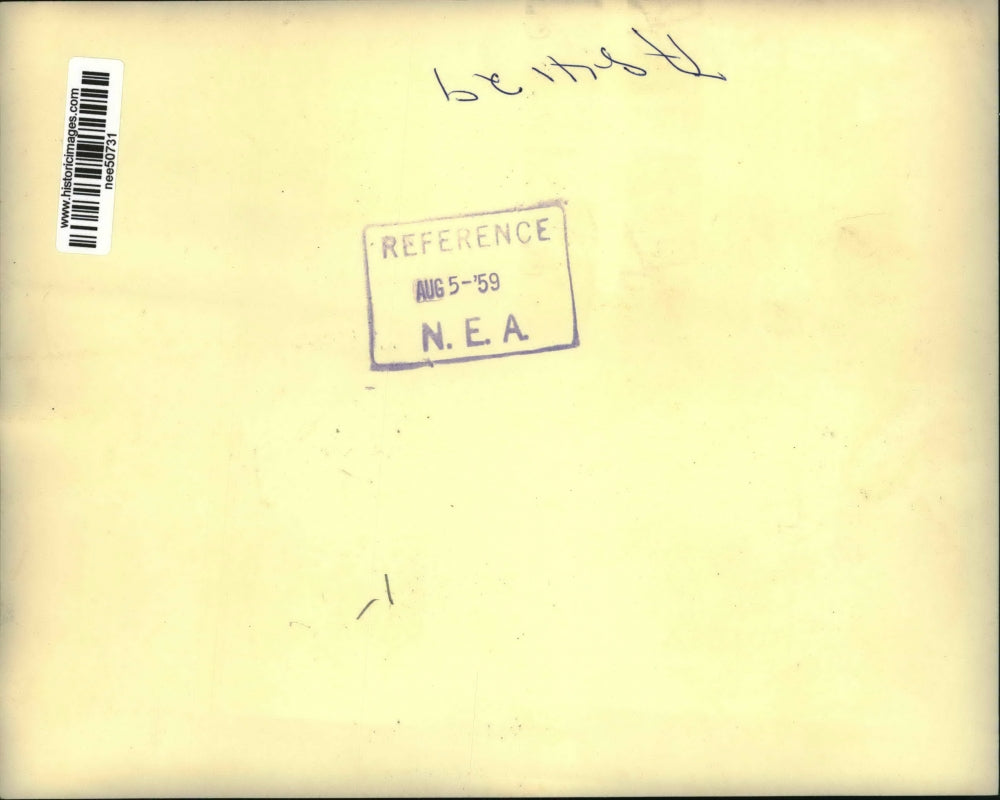 www.historicimages.com
nee50731
REFERENCE
AUG 5-'59
N. E. A.